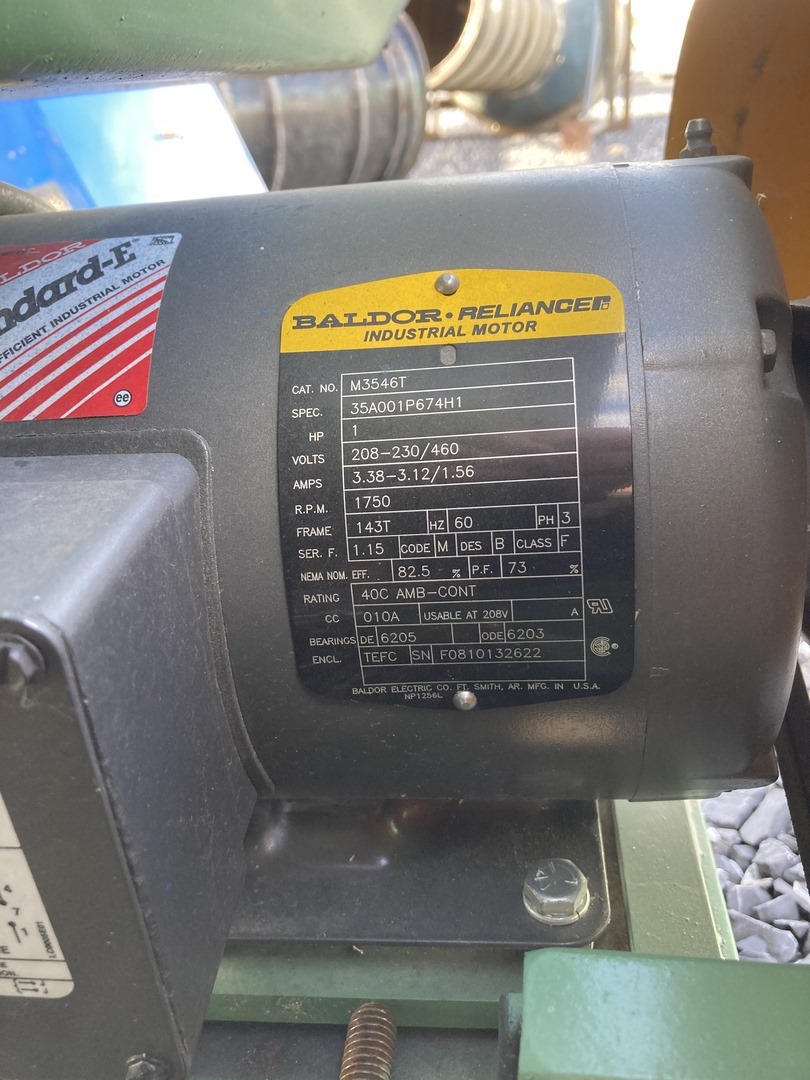 BALDOR
ndard-E
FFICIENT INDUSTRIAL MOTOR
ee
BALDOR · RELIANCE
INDUSTRIAL MOTOR
CAT. NO. M3546T
SPEC. 35A001P674H1
HP 1
VOLTS 208-230/460
AMPS 3.38-3.12/1.56
R.P.M. 1750
FRAME 143T HZ 60 PH 3
SER. F. 1.15 CODE M DES B CLASS F
NEMA NOM. EFF. 82.5 % P.F. 73 %
RATING 40C AMB-CONT
CC 010A USABLE AT 208V A
BEARINGS DE 6205 ODE 6203
ENCL. TEFC SN F0810132622
BALDOR ELECTRIC CO. FT. SMITH, AR. MFG. IN U.S.A.
NP1256L